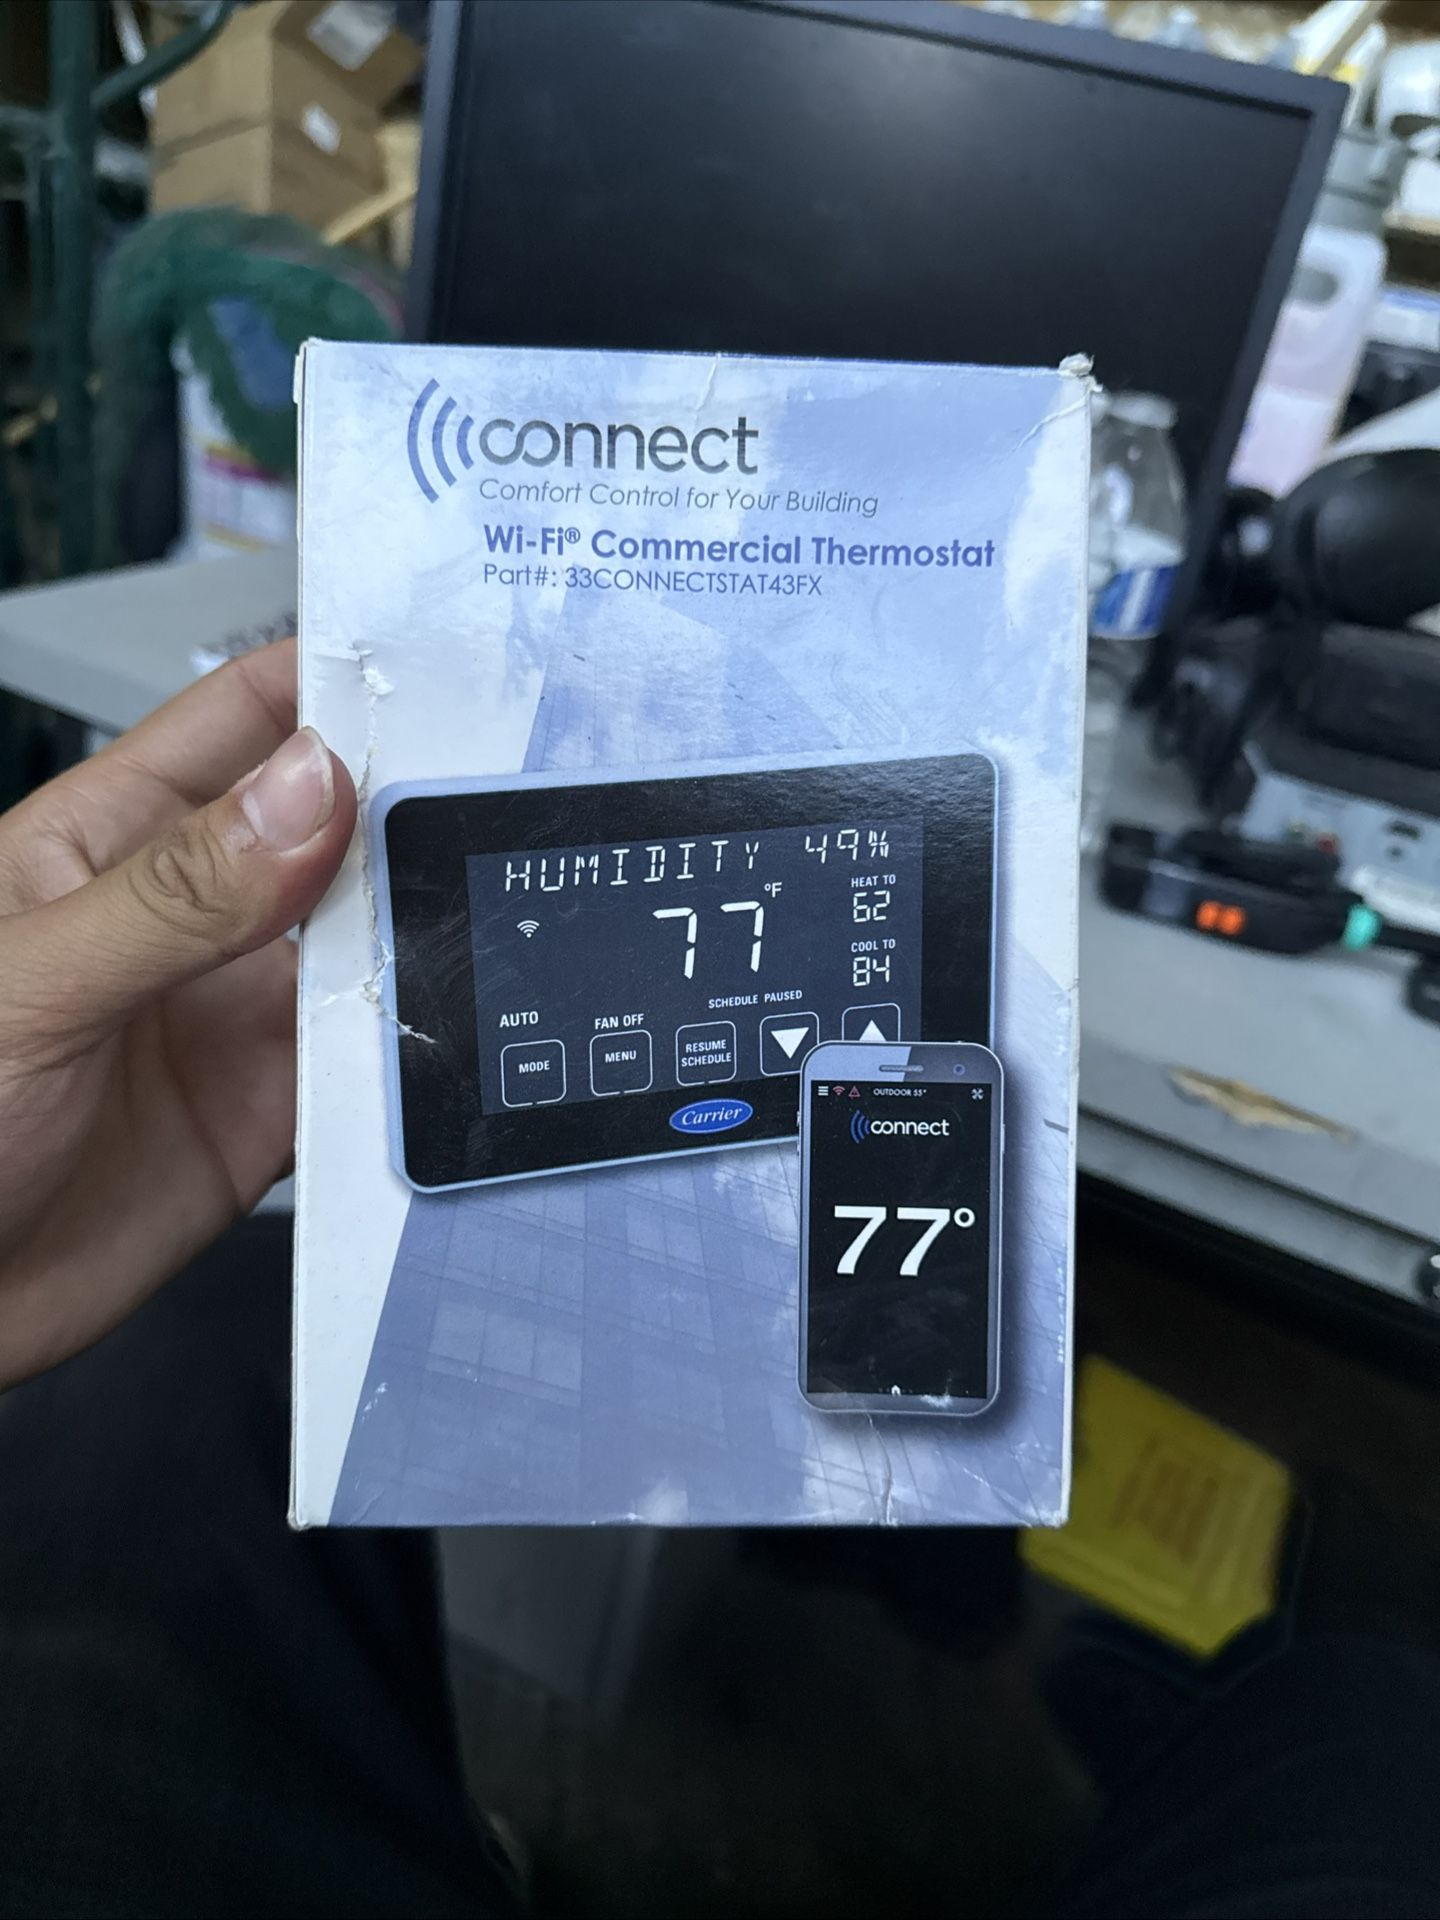 connect
Comfort Control for Your Building
Wi-Fi® Commercial Thermostat
Part#: 33CONNECTSTAT43FX
HUMIDITY 49%
HEAT TO
62
77 °F
COOL TO
84
SCHEDULE PAUSED
AUTO
FAN OFF
MODE
MENU
RESUME
SCHEDULE
Carrier
OUTDOOR 55°
connect
77°